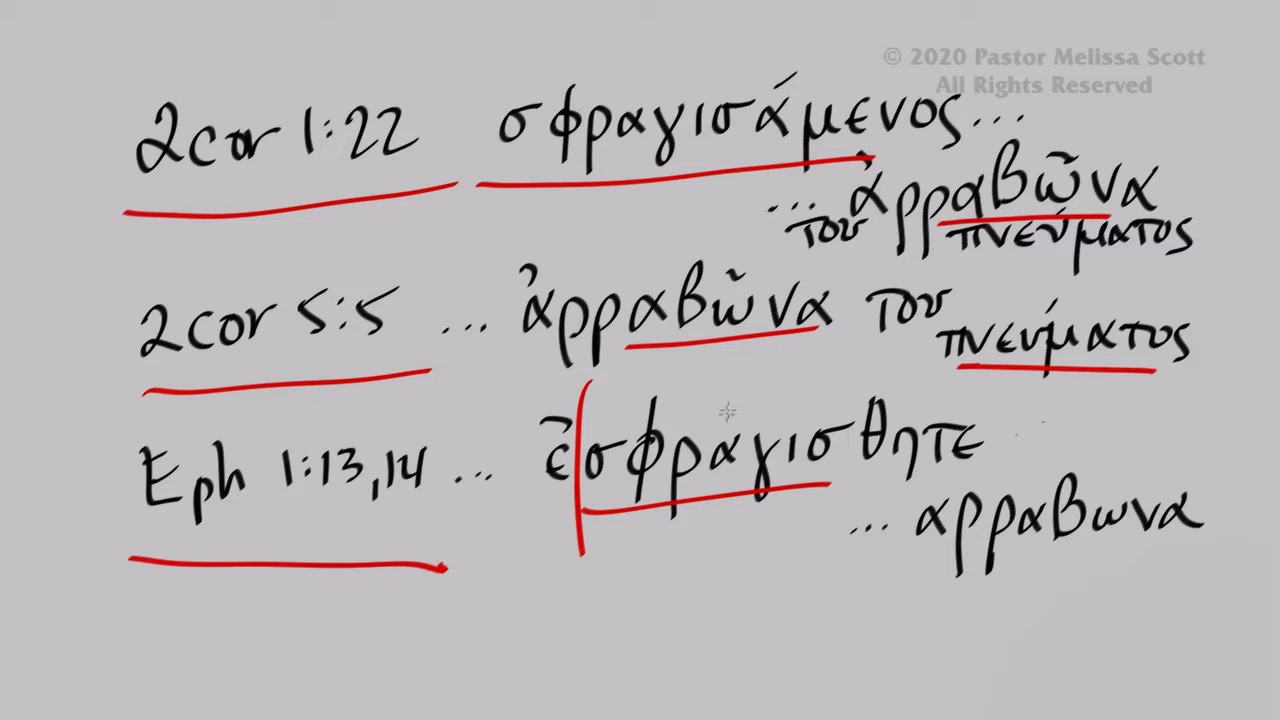 © 2020 Pastor Melissa Scott
All Rights Reserved
2cor 1:22 σφραγισάμενος...
... ἀρραβῶνα
του πνεύματος
2cor 5:5 ... ἀρραβῶνα του
πνεύματος
Eph 1:13,14 ... ἐσφραγισθητε
... αρραβωνα